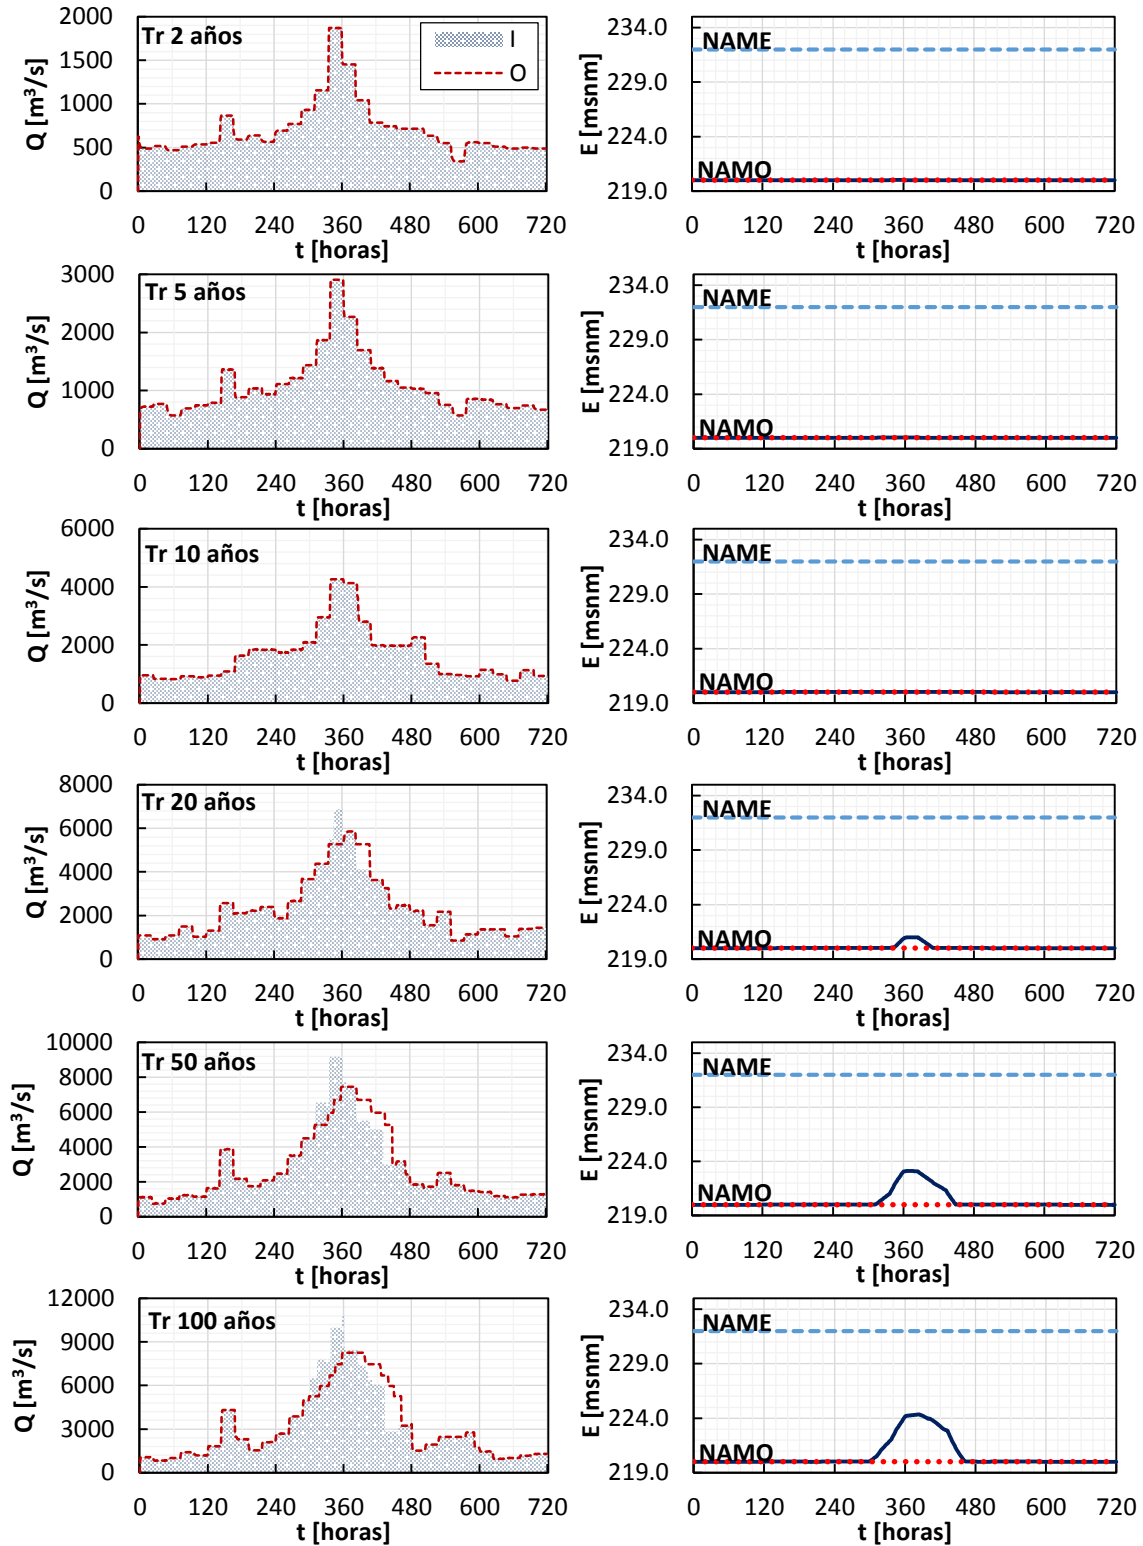 Tr 2 años
I
O
Q [m³/s]
2000
1500
1000
500
0
0 120 240 360 480 600 720
t [horas]
NAME
NAMO
E [msnm]
234.0
229.0
224.0
219.0
0 120 240 360 480 600 720
t [horas]
Tr 5 años
Q [m³/s]
3000
2000
1000
0
0 120 240 360 480 600 720
t [horas]
NAME
NAMO
E [msnm]
234.0
229.0
224.0
219.0
0 120 240 360 480 600 720
t [horas]
Tr 10 años
Q [m³/s]
6000
4000
2000
0
0 120 240 360 480 600 720
t [horas]
NAME
NAMO
E [msnm]
234.0
229.0
224.0
219.0
0 120 240 360 480 600 720
t [horas]
Tr 20 años
Q [m³/s]
8000
6000
4000
2000
0
0 120 240 360 480 600 720
t [horas]
NAME
NAMO
E [msnm]
234.0
229.0
224.0
219.0
0 120 240 360 480 600 720
t [horas]
Tr 50 años
Q [m³/s]
10000
8000
6000
4000
2000
0
0 120 240 360 480 600 720
t [horas]
NAME
NAMO
E [msnm]
234.0
229.0
224.0
219.0
0 120 240 360 480 600 720
t [horas]
Tr 100 años
Q [m³/s]
12000
9000
6000
3000
0
0 120 240 360 480 600 720
t [horas]
NAME
NAMO
E [msnm]
234.0
229.0
224.0
219.0
0 120 240 360 480 600 720
t [horas]